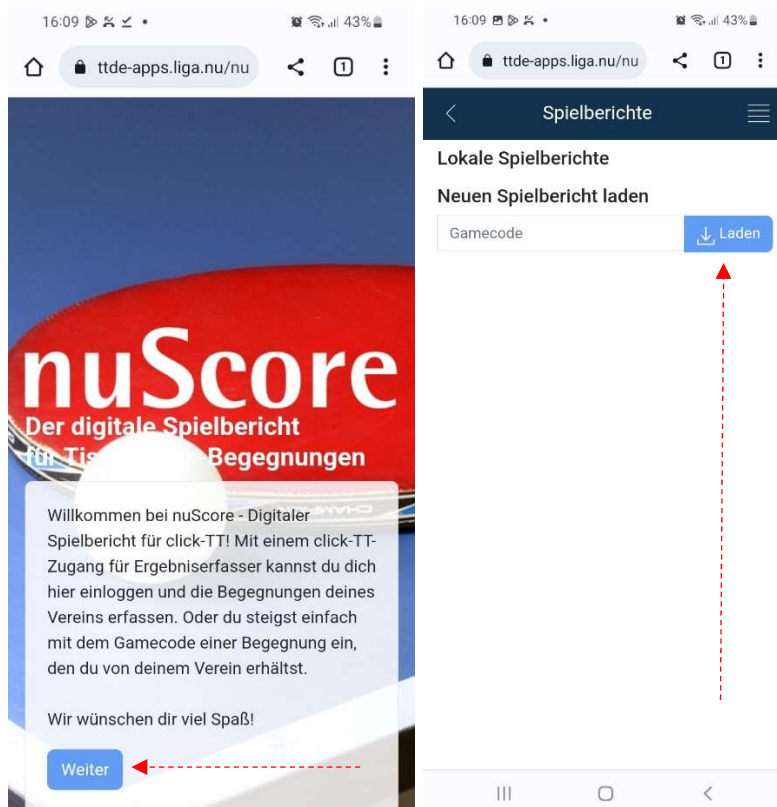 16:09
43%
ttde-apps.liga.nu/nu
1
nuScore
Der digitale Spielbericht
für Tischtennis-Begegnungen
Willkommen bei nuScore - Digitaler
Spielbericht für click-TT! Mit einem click-TT-
Zugang für Ergebniserfasser kannst du dich
hier einloggen und die Begegnungen deines
Vereins erfassen. Oder du steigst einfach
mit dem Gamecode einer Begegnung ein,
den du von deinem Verein erhältst.
Wir wünschen dir viel Spaß!
Weiter
16:09
43%
ttde-apps.liga.nu/nu
1
Spielberichte
Lokale Spielberichte
Neuen Spielbericht laden
Gamecode
Laden